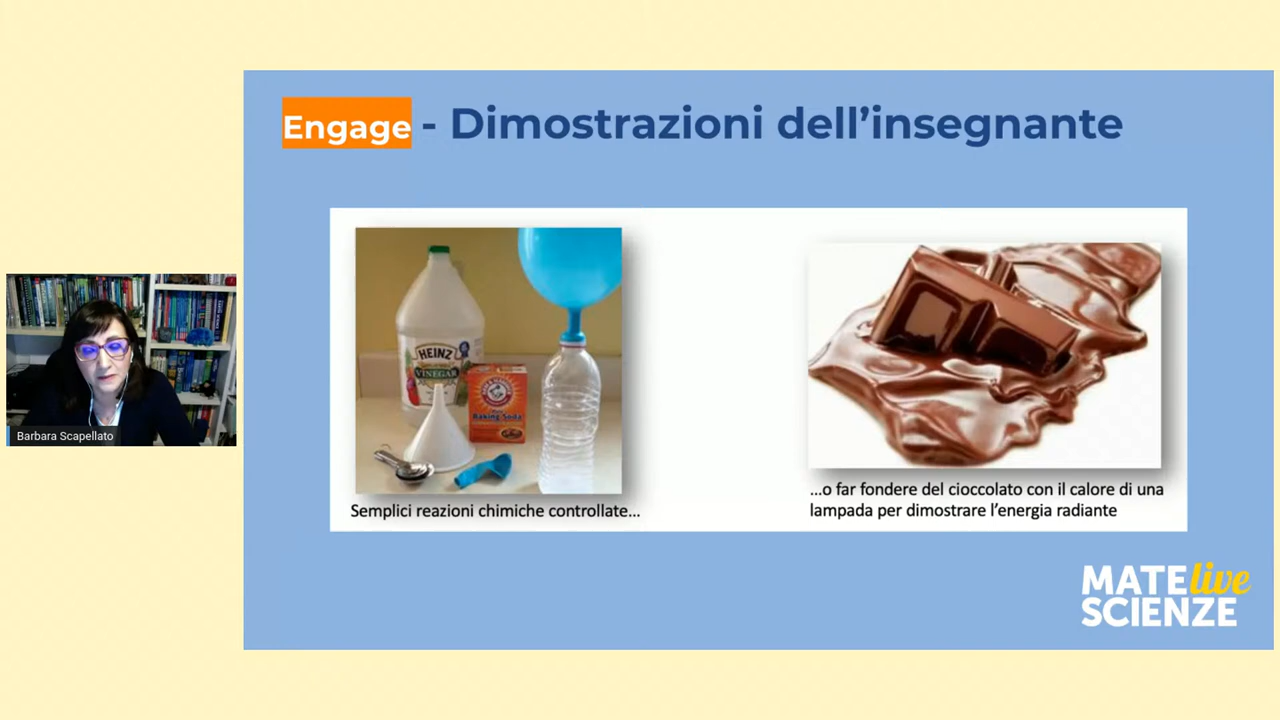 Engage - Dimostrazioni dell’insegnante
HEINZ
VINEGAR
Baking Soda
Semplici reazioni chimiche controllate...
...o far fondere del cioccolato con il calore di una
lampada per dimostrare l’energia radiante
Barbara Scapellato
MATE live
SCIENZE